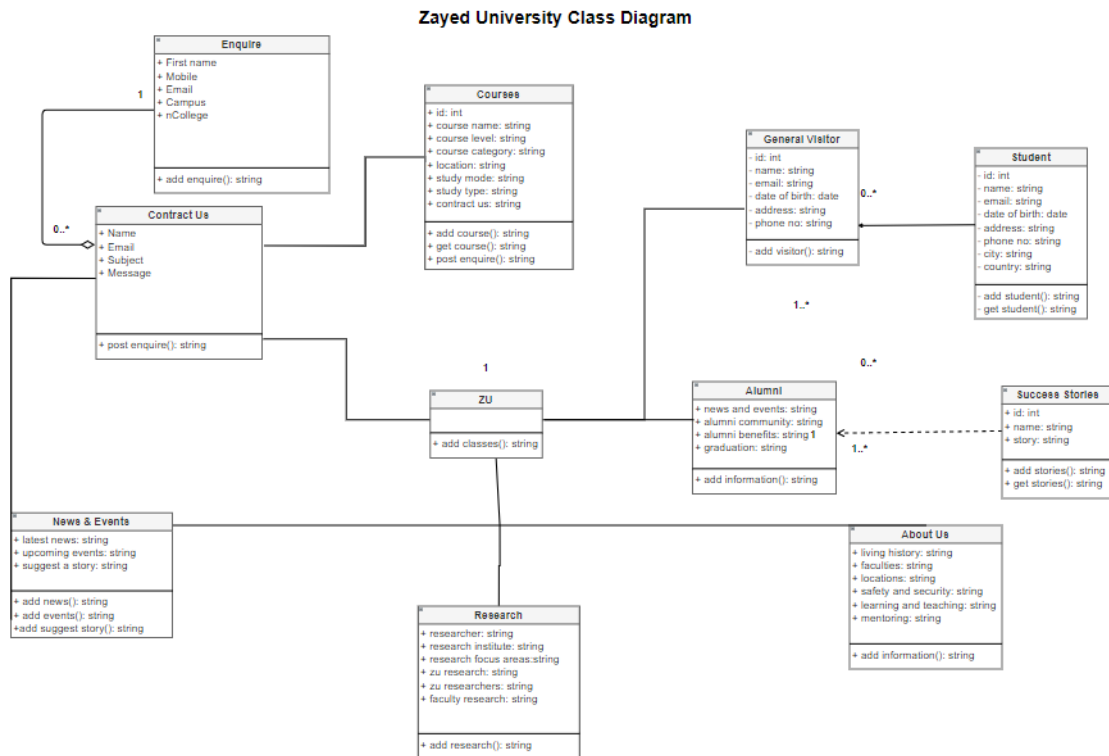 Zayed University Class Diagram
Enquire
+ First name
+ Mobile
+ Email
+ Campus
+ nCollege
+ add enquire(): string
1
0..*
Contract Us
+ Name
+ Email
+ Subject
+ Message
+ post enquire(): string
Courses
+ id: int
+ course name: string
+ course level: string
+ course category: string
+ location: string
+ study mode: string
+ study type: string
+ contract us: string
+ add course(): string
+ get course(): string
+ post enquire(): string
General Visitor
- id: int
- name: string
- email: string
- date of birth: date
- address: string
- phone no: string
- add visitor(): string
0..*
Student
- id: int
- name: string
- email: string
- date of birth: date
- address: string
- phone no: string
- city: string
- country: string
- add student(): string
- get student(): string
1..*
0..*
1
ZU
+ add classes(): string
Alumni
+ news and events: string
+ alumni community: string
+ alumni benefits: string 1
+ graduation: string
+ add information(): string
1..*
Success Stories
+ id: int
+ name: string
+ story: string
+ add stories(): string
+ get stories(): string
News & Events
+ latest news: string
+ upcoming events: string
+ suggest a story: string
+ add news(): string
+ add events(): string
+add suggest story(): string
About Us
+ living history: string
+ faculties: string
+ locations: string
+ safety and security: string
+ learning and teaching: string
+ mentoring: string
+ add information(): string
Research
+ researcher: string
+ research institute: string
+ research focus areas:string
+ zu research: string
+ zu researchers: string
+ faculty research: string
+ add research(): string